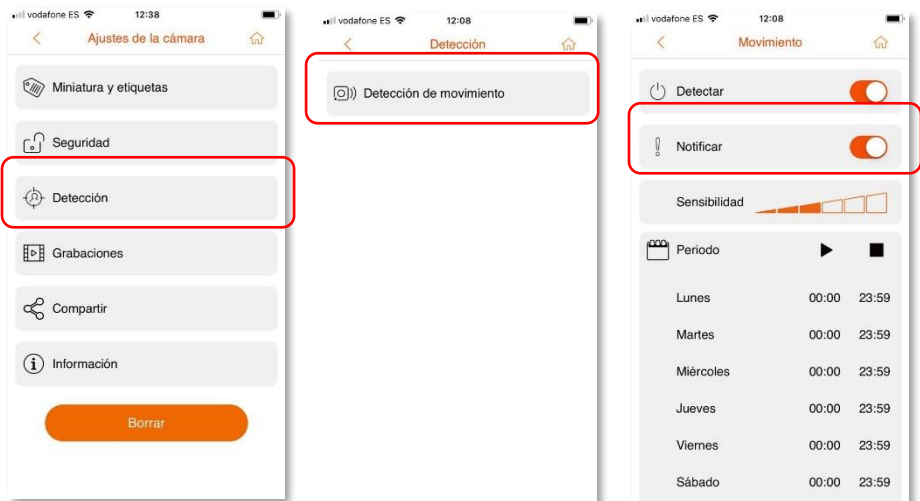 vodafone ES 12:38
Ajustes de la cámara
Miniatura y etiquetas
Seguridad
Detección
Grabaciones
Compartir
Información
Borrar
vodafone ES 12:08
Detección
Detección de movimiento
vodafone ES 12:08
Movimiento
Detectar
Notificar
Sensibilidad
Periodo
Lunes 00:00 23:59
Martes 00:00 23:59
Miércoles 00:00 23:59
Jueves 00:00 23:59
Viernes 00:00 23:59
Sábado 00:00 23:59